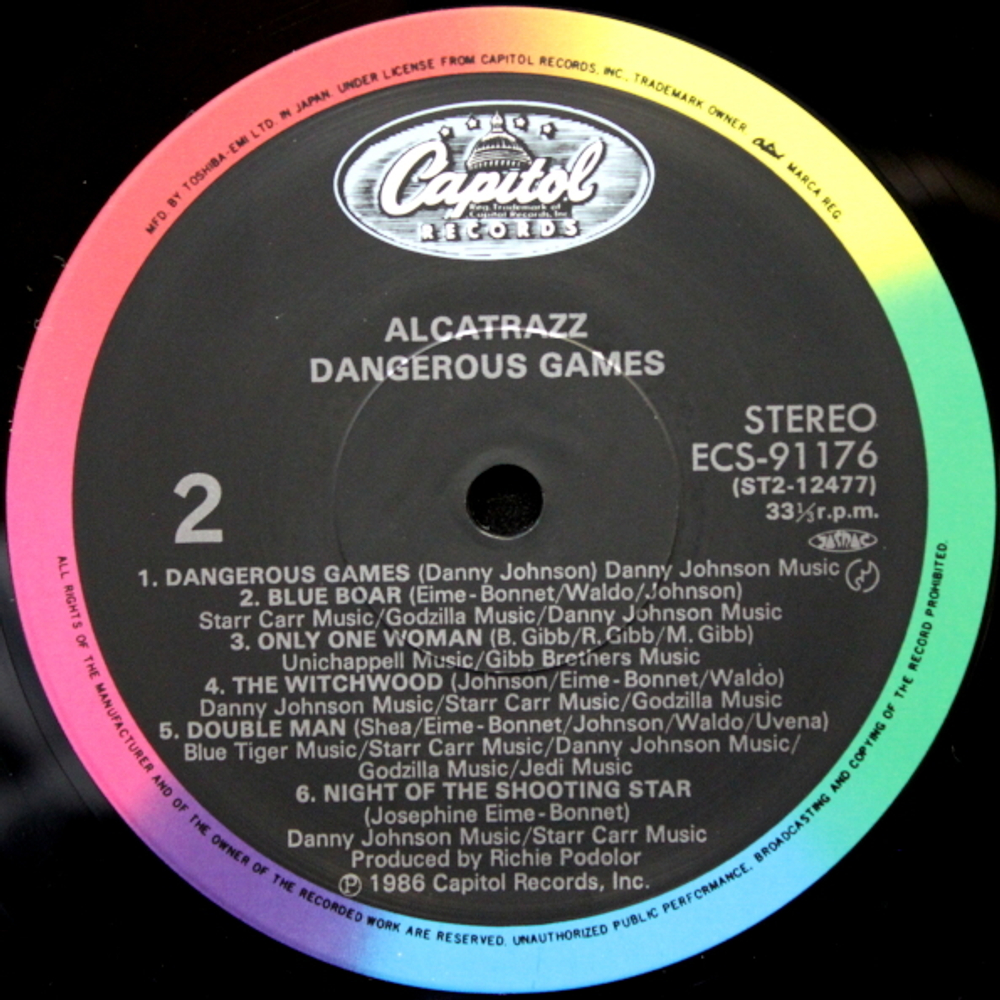 MFD BY TOSHIBA-EMI LTD. IN JAPAN. UNDER LICENSE FROM CAPITOL RECORDS, INC., TRADEMARK OWNER. MARCA REG
Capitol
Reg. Trademark of
Capitol Records, Inc
RECORDS
ALCATRAZZ
DANGEROUS GAMES
STEREO
ECS-91176
(ST2-12477)
33⅓r.p.m.
JASRAC
2
1. DANGEROUS GAMES (Danny Johnson) Danny Johnson Music
2. BLUE BOAR (Eime-Bonnet/Waldo/Johnson)
Starr Carr Music/Godzilla Music/Danny Johnson Music
3. ONLY ONE WOMAN (B. Gibb/R. Gibb/M. Gibb)
Unichappell Music/Gibb Brothers Music
4. THE WITCHWOOD (Johnson/Eime-Bonnet/Waldo)
Danny Johnson Music/Starr Carr Music/Godzilla Music
5. DOUBLE MAN (Shea/Eime-Bonnet/Johnson/Waldo/Uvena)
Blue Tiger Music/Starr Carr Music/Danny Johnson Music/
Godzilla Music/Jedi Music
6. NIGHT OF THE SHOOTING STAR
(Josephine Eime-Bonnet)
Danny Johnson Music/Starr Carr Music
Produced by Richie Podolor
Ⓟ 1986 Capitol Records, Inc.
ALL RIGHTS OF THE MANUFACTURER AND OF THE OWNER OF THE RECORDED WORK ARE RESERVED. UNAUTHORIZED PUBLIC PERFORMANCE, BROADCASTING AND COPYING OF THE RECORD PROHIBITED.